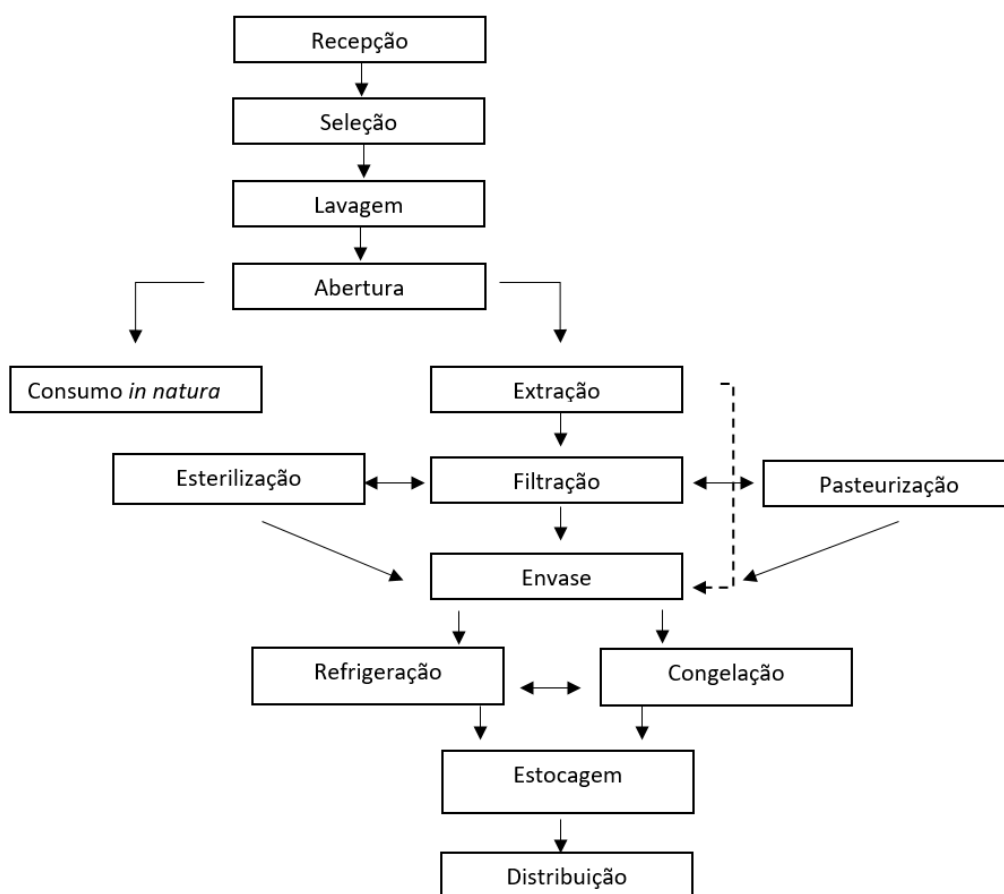 Recepção
Seleção
Lavagem
Abertura
Consumo in natura
Extração
Esterilização
Filtração
Pasteurização
Envase
Refrigeração
Congelação
Estocagem
Distribuição